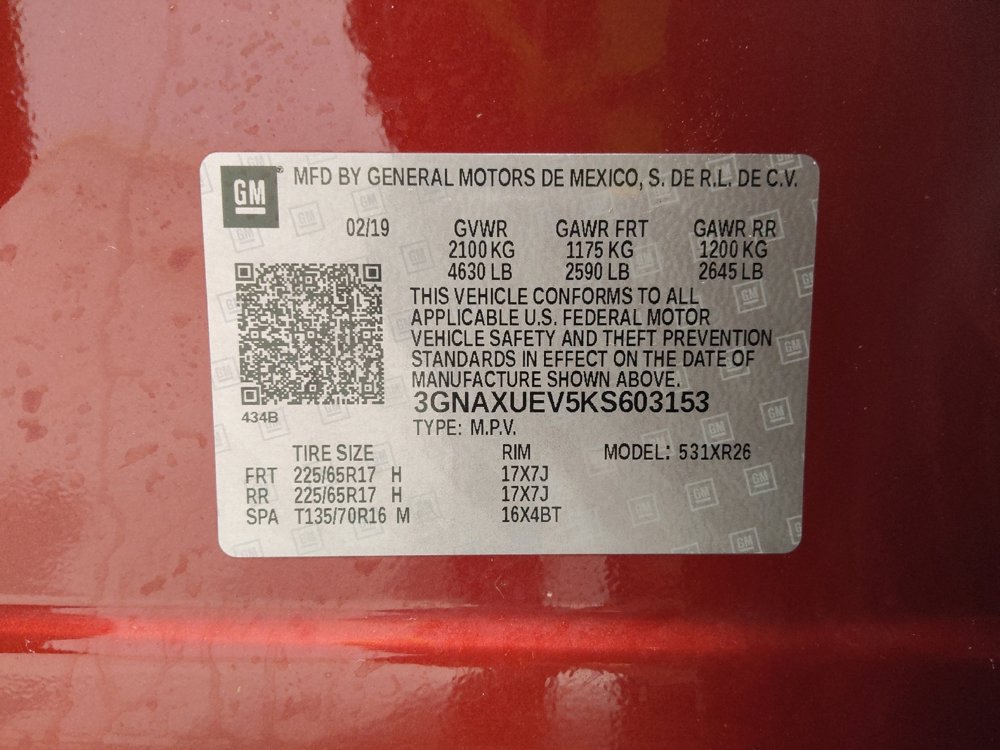 GM® MFD BY GENERAL MOTORS DE MEXICO, S. DE R.L. DE C.V.
02/19 GVWR GAWR FRT GAWR RR
2100 KG 1175 KG 1200 KG
4630 LB 2590 LB 2645 LB
THIS VEHICLE CONFORMS TO ALL
APPLICABLE U.S. FEDERAL MOTOR
VEHICLE SAFETY AND THEFT PREVENTION
STANDARDS IN EFFECT ON THE DATE OF
MANUFACTURE SHOWN ABOVE.
3GNAXUEV5KS603153
434B
TYPE: M.P.V.
TIRE SIZE RIM MODEL: 531XR26
FRT 225/65R17 H 17X7J
RR 225/65R17 H 17X7J
SPA T135/70R16 M 16X4BT